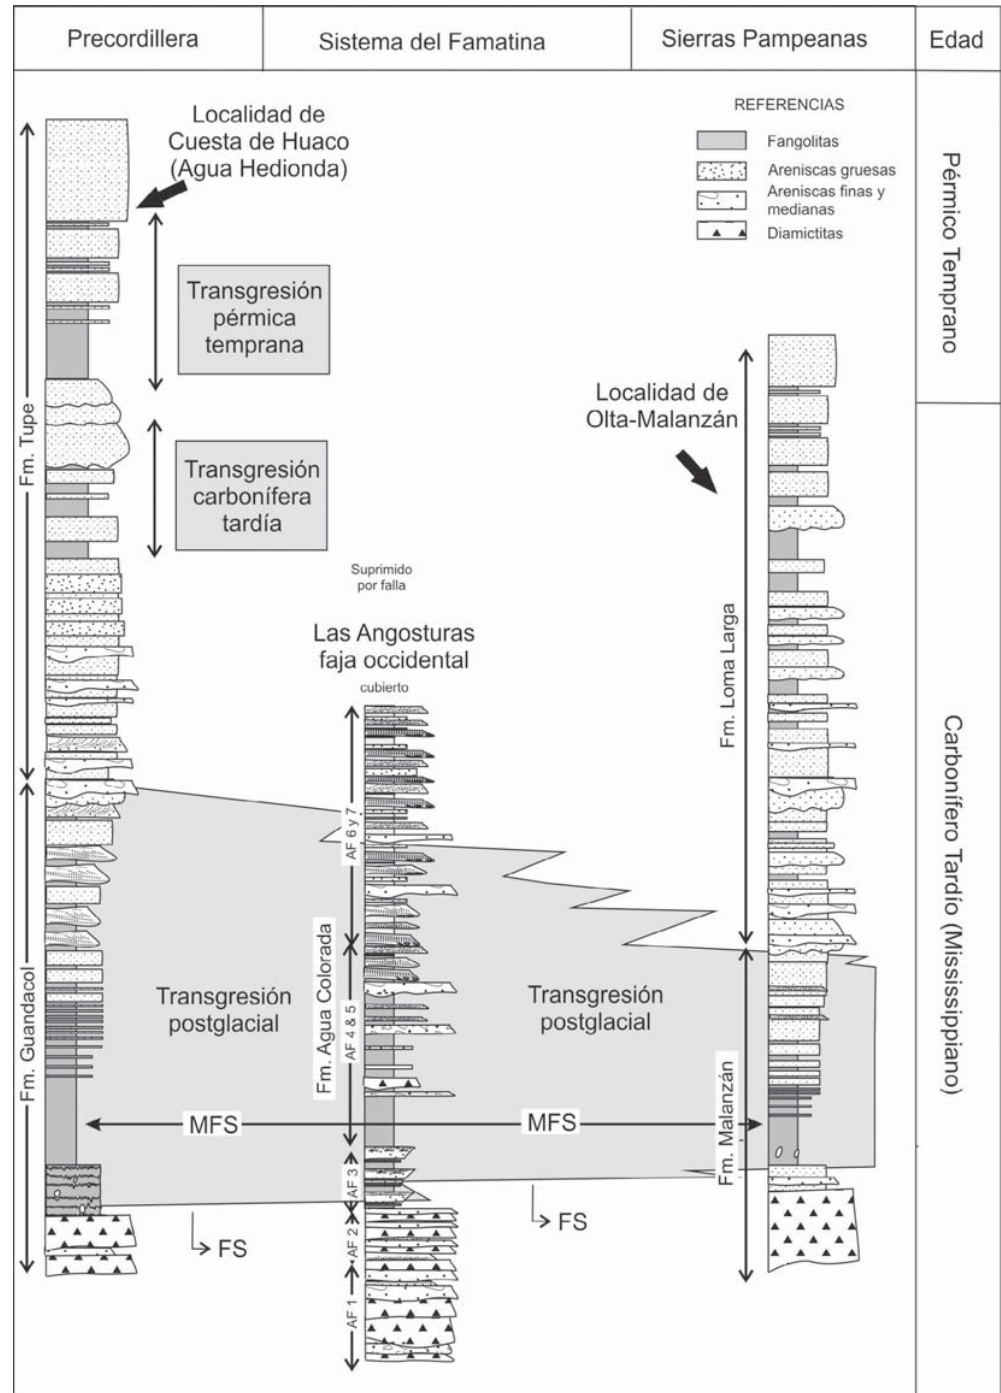 Precordillera
Sistema del Famatina
Sierras Pampeanas
Edad
REFERENCIAS
Fangolitas
Areniscas gruesas
Areniscas finas y
medianas
Diamictitas
Localidad de
Cuesta de Huaco
(Agua Hedionda)
Transgresión
pérmica
temprana
Transgresión
carbonífera
tardía
Fm. Tupe
Fm. Guandacol
Suprimido
por falla
Las Angosturas
faja occidental
cubierto
AF 6 y 7
AF 4 & 5
AF 3
AF 2
AF 1
Fm. Agua Colorada
Transgresión
postglacial
Transgresión
postglacial
MFS
MFS
FS
FS
Localidad de
Olta-Malanzán
Fm. Loma Larga
Fm. Malanzán
Pérmico Temprano
Carbonífero Tardío (Mississippiano)